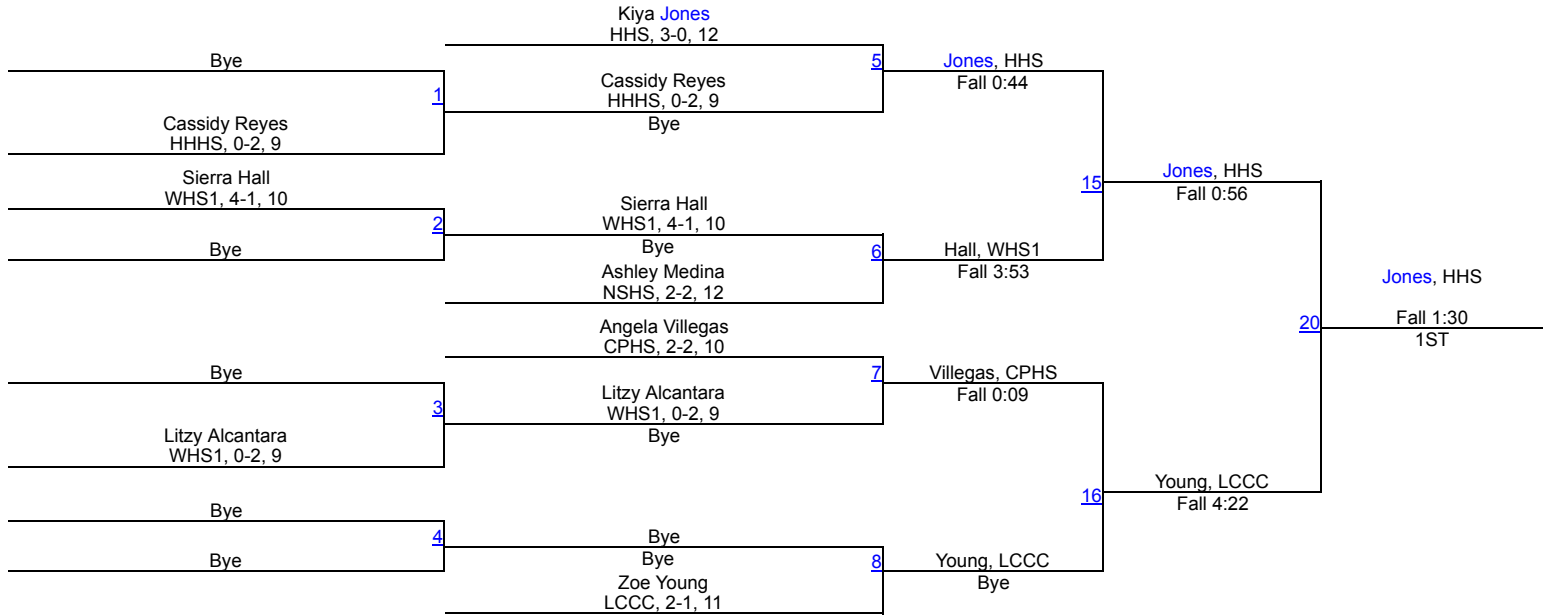 Bye
1
Cassidy Reyes
HHHS, 0-2, 9
Sierra Hall
WHS1, 4-1, 10
2
Bye
Bye
3
Litzy Alcantara
WHS1, 0-2, 9
Bye
4
Bye
Kiya Jones
HHS, 3-0, 12
5
Cassidy Reyes
HHHS, 0-2, 9
Bye
Sierra Hall
WHS1, 4-1, 10
Bye
6
Ashley Medina
NSHS, 2-2, 12
Angela Villegas
CPHS, 2-2, 10
7
Litzy Alcantara
WHS1, 0-2, 9
Bye
Bye
Bye
8
Zoe Young
LCCC, 2-1, 11
Jones, HHS
Fall 0:44
15
Hall, WHS1
Fall 3:53
Villegas, CPHS
Fall 0:09
16
Young, LCCC
Bye
Jones, HHS
Fall 0:56
20
Young, LCCC
Fall 4:22
Jones, HHS
Fall 1:30
1ST